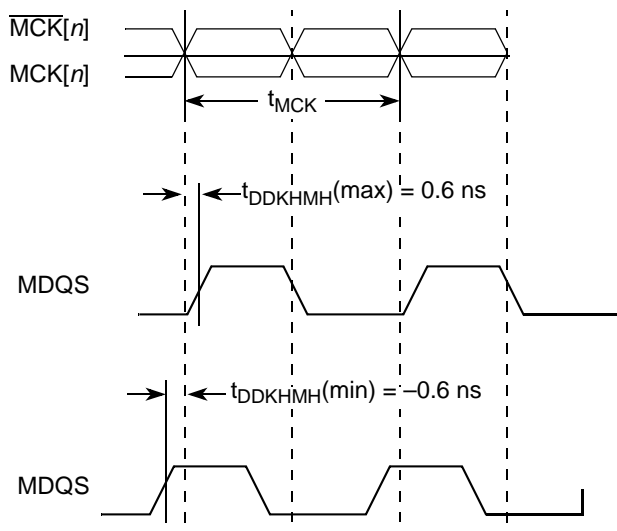 MCK[n]
MCK[n]
tMCK
tDDKHMH(max) = 0.6 ns
MDQS
tDDKHMH(min) = –0.6 ns
MDQS